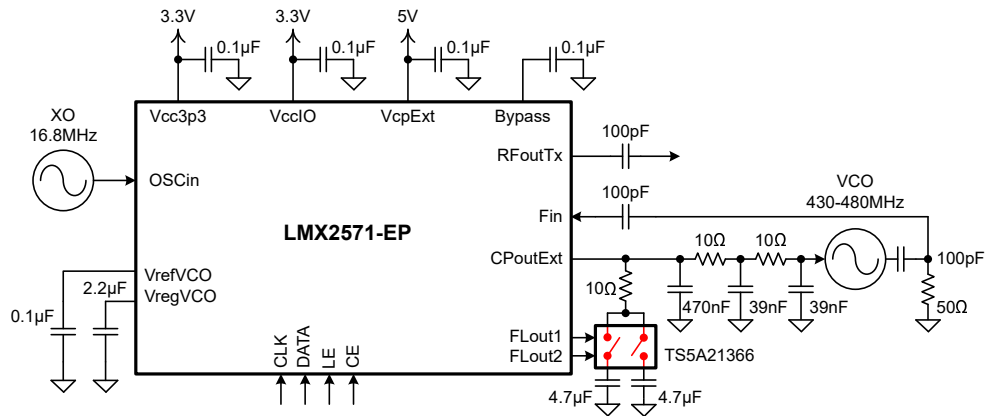 3.3V
3.3V
5V
0.1µF
0.1µF
0.1µF
0.1µF
XO
16.8MHz
Vcc3p3
VccIO
VcpExt
Bypass
100pF
RFoutTx
OSCin
100pF
VCO
430-480MHz
Fin
LMX2571-EP
10Ω
10Ω
CPoutExt
100pF
VrefVCO
2.2µF
VregVCO
10Ω
470nF
39nF
39nF
50Ω
0.1µF
FLout1
FLout2
TS5A21366
CLK
DATA
LE
CE
4.7µF
4.7µF